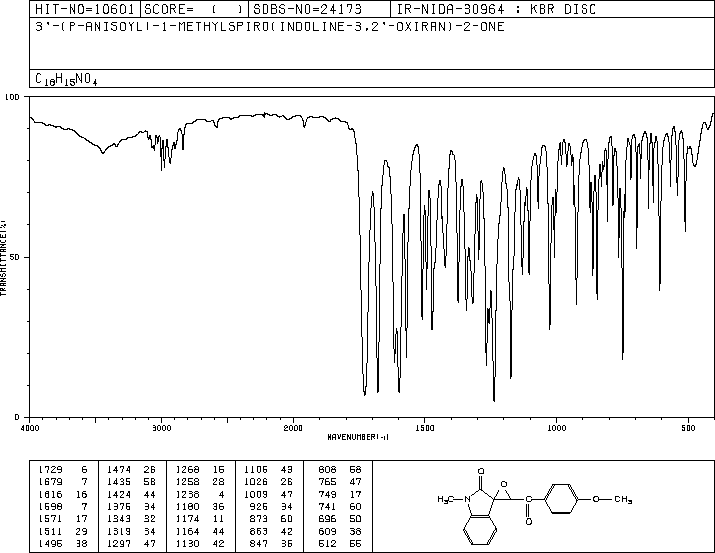 HIT-NO=10601 SCORE= ( ) SDBS-NO=24173 IR-NIDA-30964 : KBR DISC
3'-(P-ANISOYL)-1-METHYLSPIRO(INDOLINE-3,2'-OXIRAN)-2-ONE
C18H15NO4
100
50
0
TRANSMITTANCE(%)
4000 3000 2000 1500 1000 500
WAVENUMBER(-1)
1729 6 1474 26 1268 15 1106 43 808 58
1679 7 1435 58 1258 28 1026 26 765 47
1616 16 1424 44 1238 4 1009 47 749 17
1598 7 1376 34 1180 36 926 34 741 60
1571 17 1343 32 1174 11 873 60 696 50
1511 29 1319 34 1164 44 863 42 609 38
1495 38 1297 47 1130 42 847 36 512 56
O
O
H3C N
O CH3
O